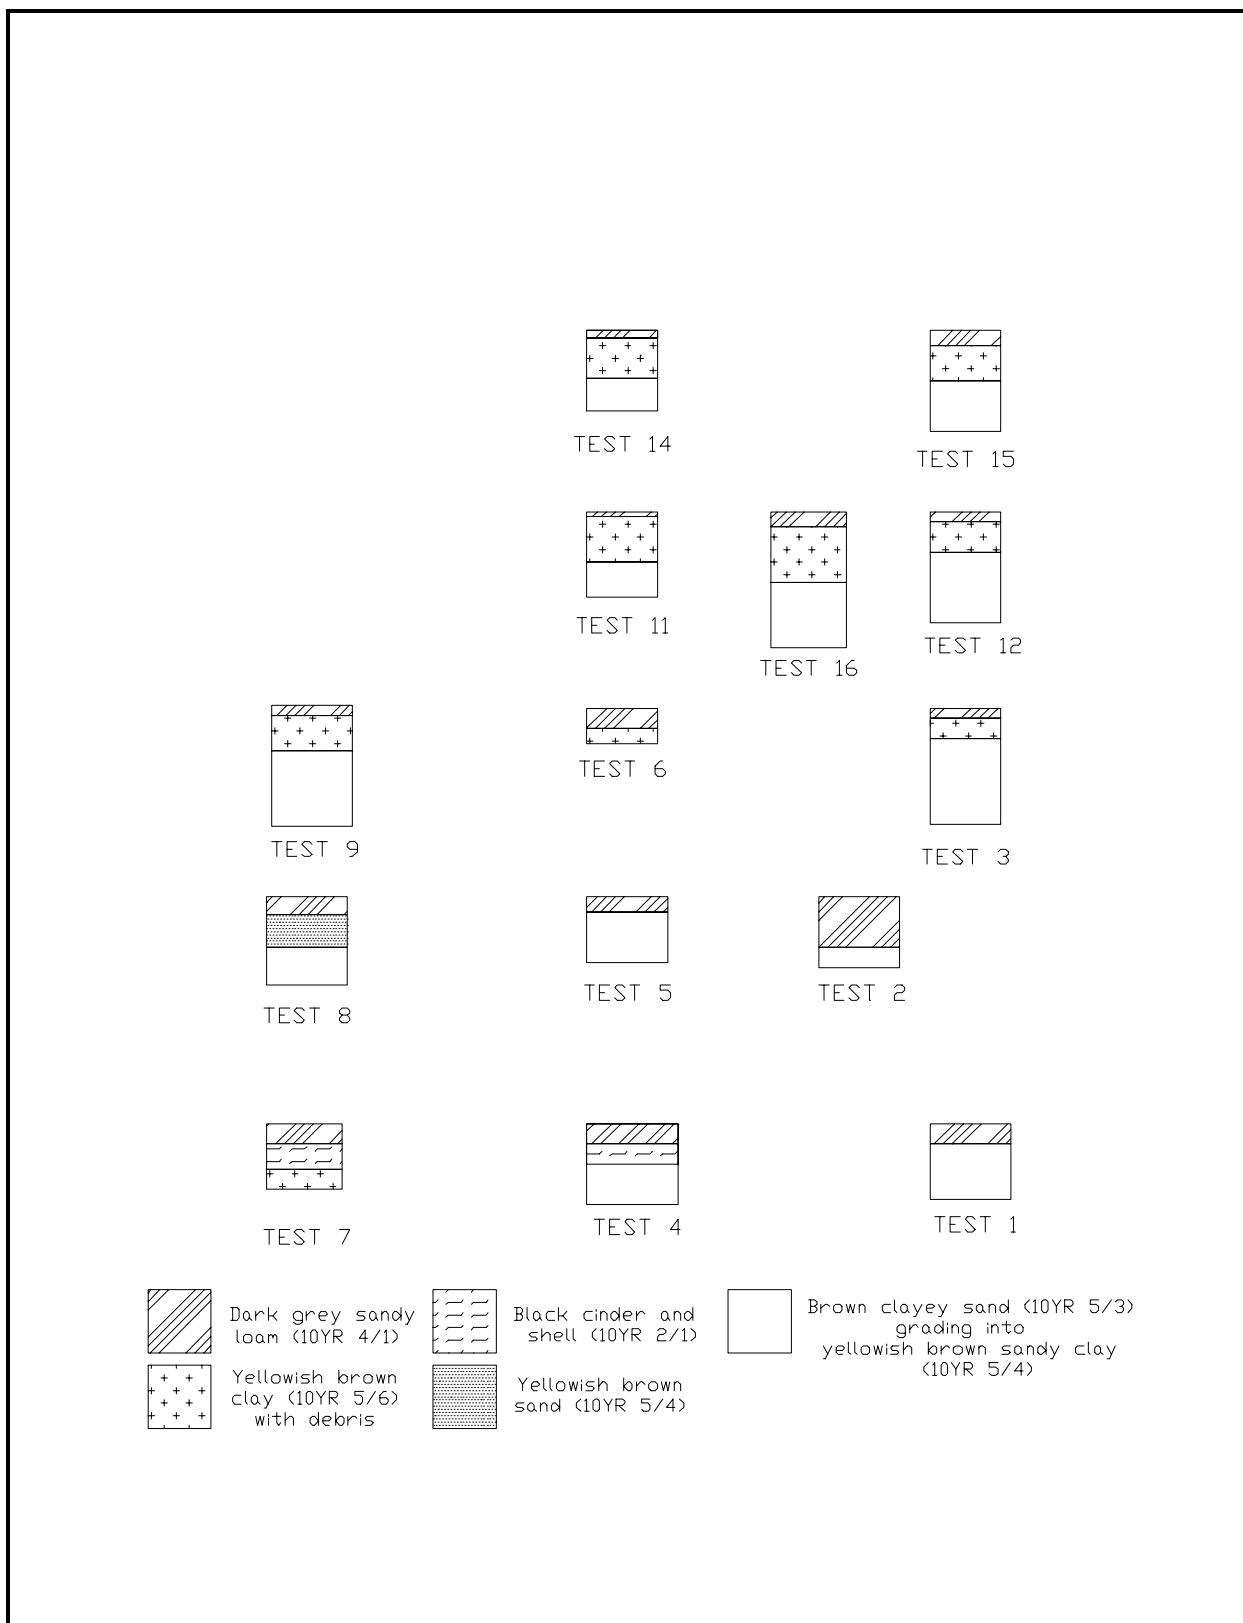 TEST 14
TEST 15
TEST 11
TEST 16
TEST 12
TEST 9
TEST 6
TEST 3
TEST 8
TEST 5
TEST 2
TEST 7
TEST 4
TEST 1
Dark grey sandy
loam (10YR 4/1)
Black cinder and
shell (10YR 2/1)
Brown clayey sand (10YR 5/3)
grading into
yellowish brown sandy clay
(10YR 5/4)
Yellowish brown
clay (10YR 5/6)
with debris
Yellowish brown
sand (10YR 5/4)